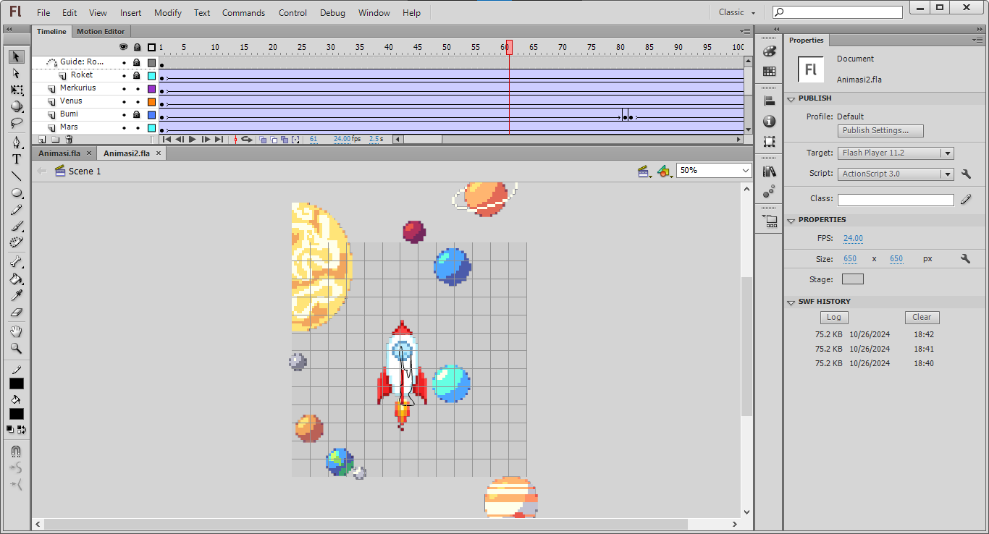 Fl File Edit View Insert Modify Text Commands Control Debug Window Help Classic
Timeline Motion Editor
1 5 10 15 20 25 30 35 40 45 50 55 60 65 70 75 80 85 90 95 100
Guide: Ro...
Roket
Merkurius
Venus
Bumi
Mars
61 24.00 fps 2.5 s
Animasi.fla × Animasi2.fla ×
Scene 1 50%
Properties
Fl
Document
Animasi2.fla
PUBLISH
Profile: Default
Publish Settings...
Target: Flash Player 11.2
Script: ActionScript 3.0
Class:
PROPERTIES
FPS: 24.00
Size: 650 x 650 px
Stage:
SWF HISTORY
Log Clear
75.2 KB 10/26/2024 18:42
75.2 KB 10/26/2024 18:41
75.2 KB 10/26/2024 18:40